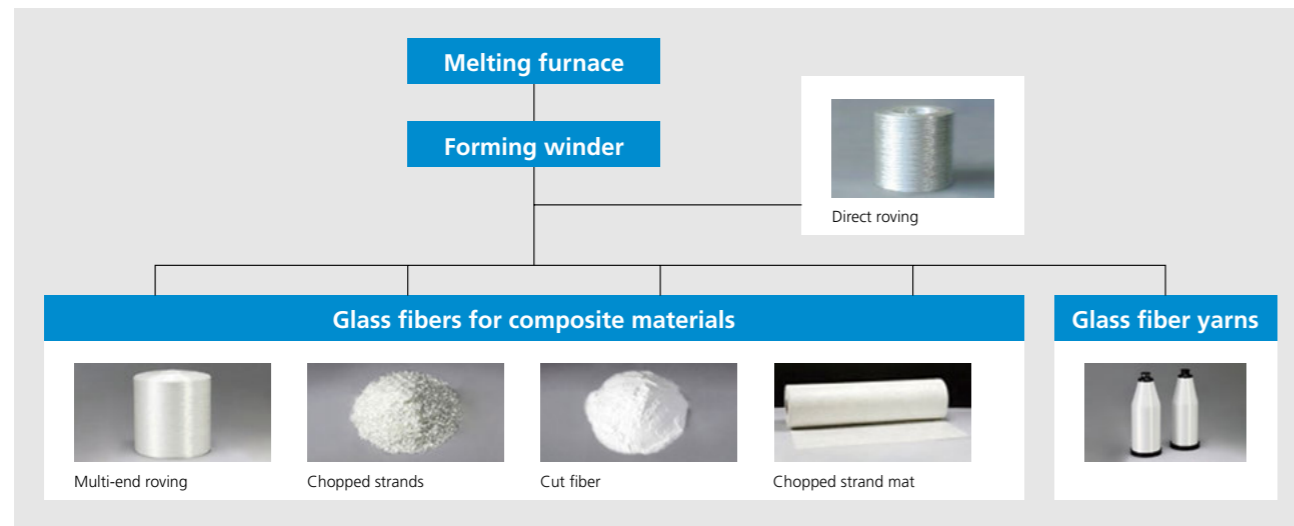 Melting furnace
Forming winder
Direct roving
Glass fibers for composite materials
Glass fiber yarns
Multi-end roving
Chopped strands
Cut fiber
Chopped strand mat